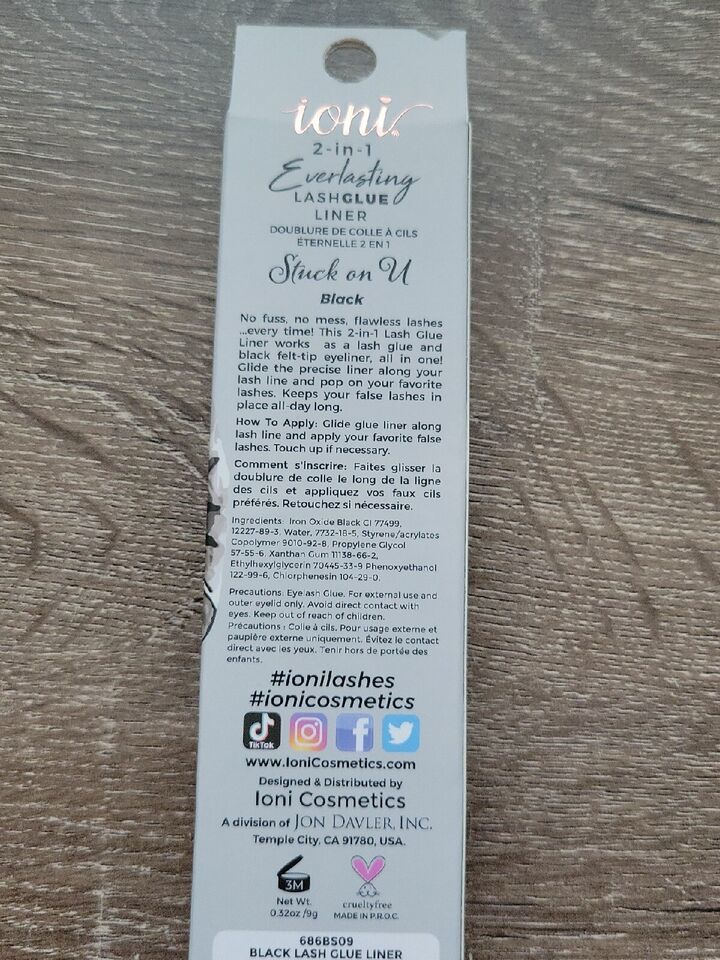 ioni
2-in-1
Everlasting
LASHGLUE
LINER
DOUBLURE DE COLLE À CILS
ÉTERNELLE 2 EN 1
Stuck on U
Black
No fuss, no mess, flawless lashes
...every time! This 2-in-1 Lash Glue
Liner works as a lash glue and
black felt-tip eyeliner, all in one!
Glide the precise liner along your
lash line and pop on your favorite
lashes. Keeps your false lashes in
place all-day long.
How To Apply: Glide glue liner along
lash line and apply your favorite false
lashes. Touch up if necessary.
Comment s'inscrire: Faites glisser la
doublure de colle le long de la ligne
des cils et appliquez vos faux cils
préférés. Retouchez si nécessaire.
Ingredients: Iron Oxide Black CI 77499,
12227-89-3, Water, 7732-18-5, Styrene/acrylates
Copolymer 9010-92-8, Propylene Glycol
57-55-6, Xanthan Gum 11138-66-2,
Ethylhexylglycerin 70445-33-9 Phenoxyethanol
122-99-6, Chlorphenesin 104-29-0.
Precautions: Eyelash Glue. For external use and
outer eyelid only. Avoid direct contact with
eyes. Keep out of reach of children.
Précautions : Colle à cils. Pour usage externe et
paupière externe uniquement. Évitez le contact
direct avec les yeux. Tenir hors de portée des
enfants.
#ionilashes
#ionicosmetics
TikTok
www.IoniCosmetics.com
Designed & Distributed by
Ioni Cosmetics
A division of JON DAVLER, INC.
Temple City, CA 91780, USA.
3M
Net Wt.
0.32oz /9g
crueltyfree
MADE IN P.R.O.C.
686BS09
BLACK LASH GLUE LINER